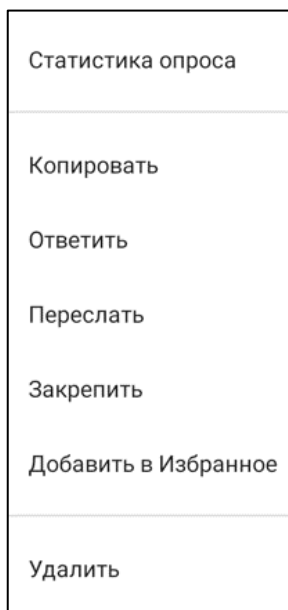 Статистика опроса
Копировать
Ответить
Переслать
Закрепить
Добавить в Избранное
Удалить